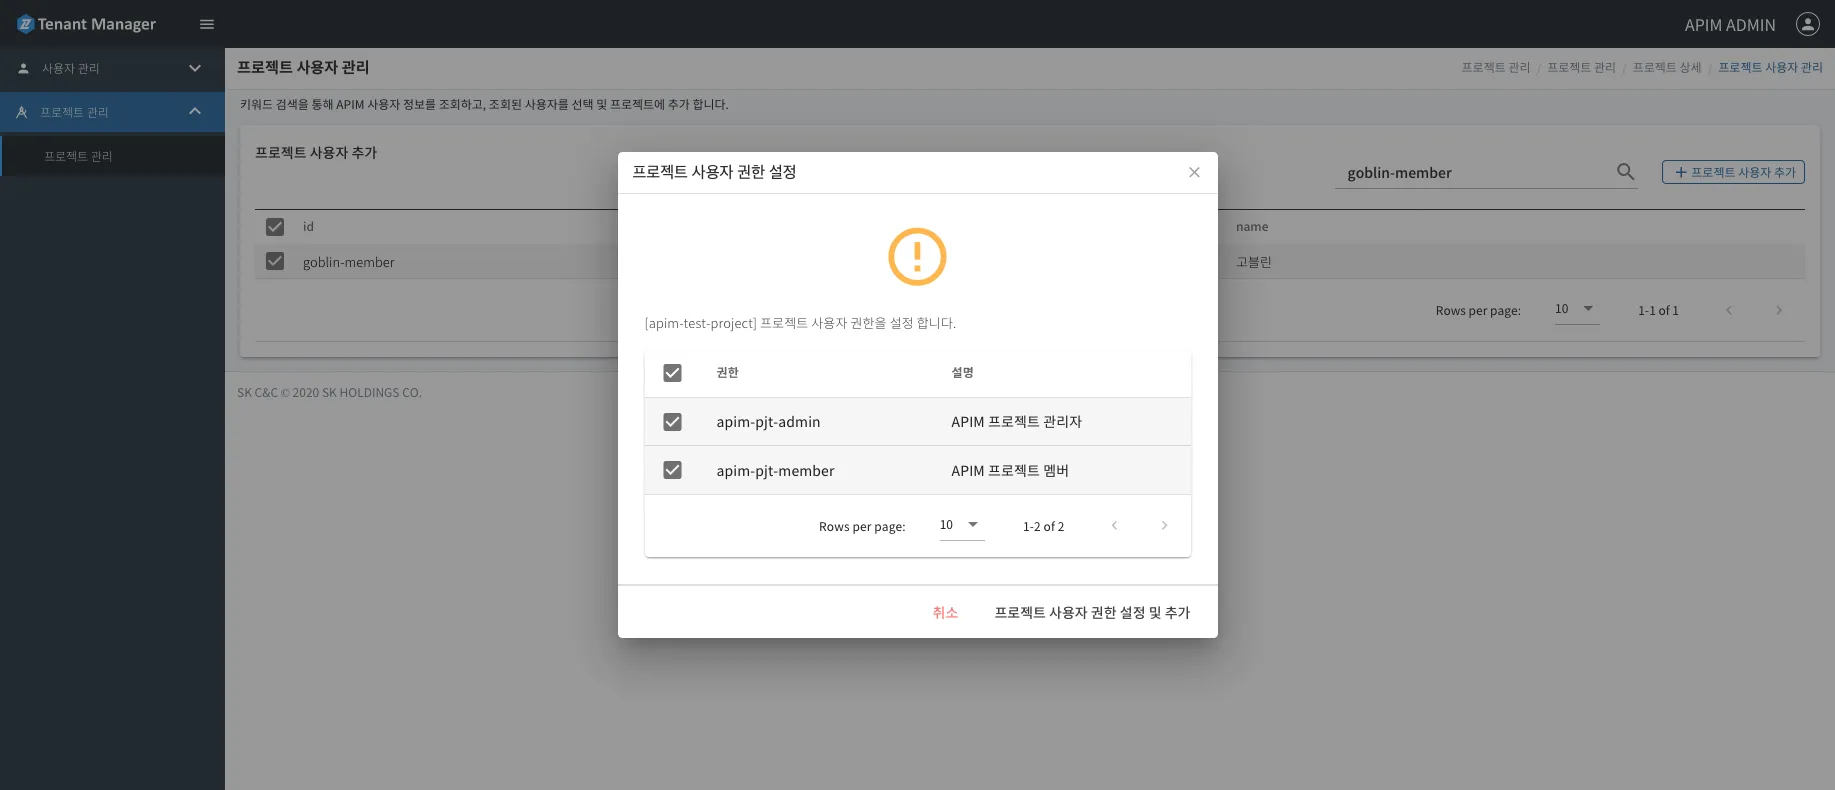 Tenant Manager
APIM ADMIN
사용자 관리
프로젝트 관리
프로젝트 관리
프로젝트 사용자 관리
프로젝트 관리 / 프로젝트 관리 / 프로젝트 상세 / 프로젝트 사용자 관리
키워드 검색을 통해 APIM 사용자 정보를 조회하고, 조회된 사용자를 선택 및 프로젝트에 추가 합니다.
프로젝트 사용자 추가
goblin-member
프로젝트 사용자 추가
id name
goblin-member 고블린
Rows per page: 10 1-1 of 1
SK C&C © 2020 SK HOLDINGS CO.
프로젝트 사용자 권한 설정
[apim-test-project] 프로젝트 사용자 권한을 설정 합니다.
권한 설명
apim-pjt-admin APIM 프로젝트 관리자
apim-pjt-member APIM 프로젝트 멤버
Rows per page: 10 1-2 of 2
취소 프로젝트 사용자 권한 설정 및 추가